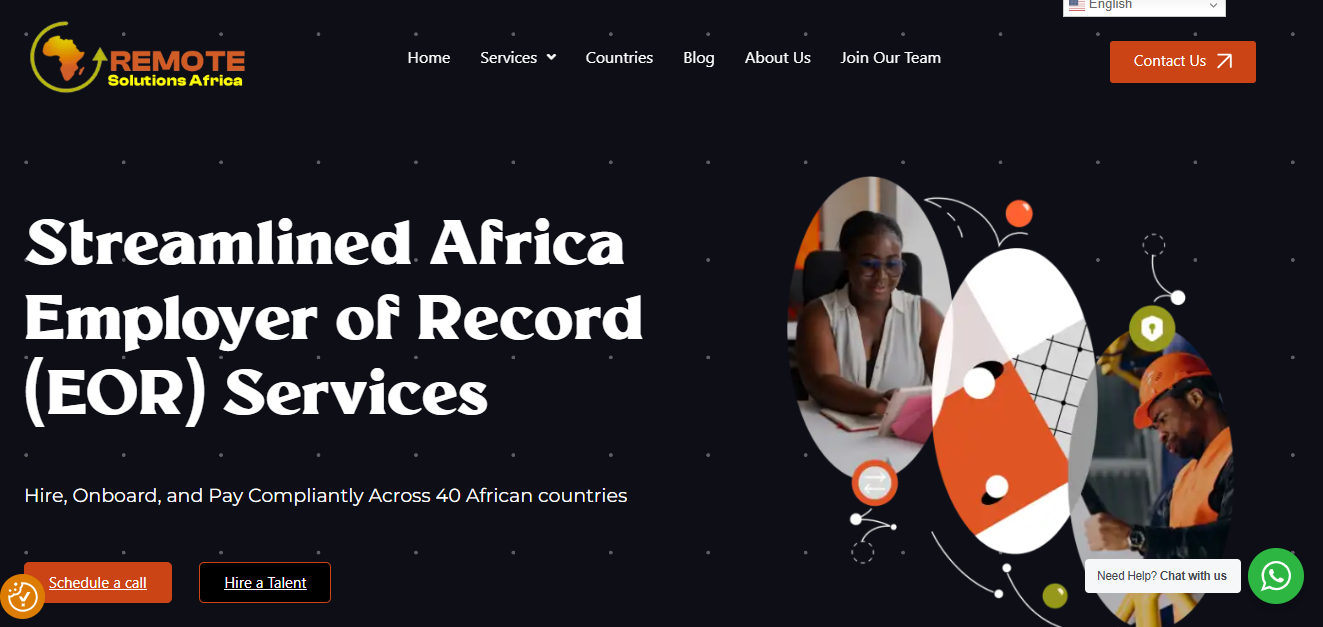 English
REMOTE
Solutions Africa
Home Services Countries Blog About Us Join Our Team
Contact Us
Streamlined Africa
Employer of Record
(EOR) Services
Hire, Onboard, and Pay Compliantly Across 40 African countries
Schedule a call
Hire a Talent
Need Help? Chat with us